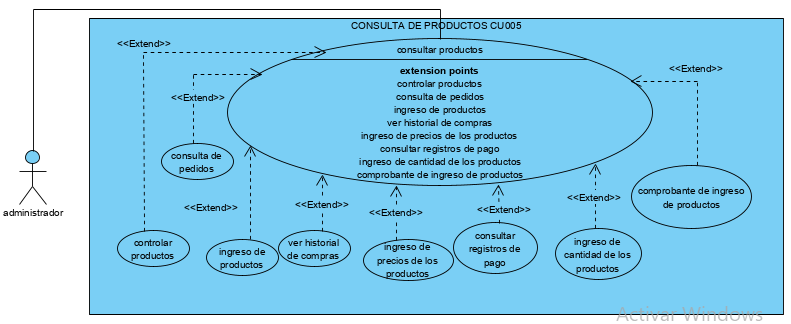 CONSULTA DE PRODUCTOS CU005
consultar productos
extension points
controlar productos
consulta de pedidos
ingreso de productos
ver historial de compras
ingreso de precios de los productos
consultar registros de pago
ingreso de cantidad de los productos
comprobante de ingreso de productos
<<Extend>>
<<Extend>>
<<Extend>>
<<Extend>>
<<Extend>>
<<Extend>>
<<Extend>>
<<Extend>>
consulta de
pedidos
comprobante de ingreso
de productos
administrador
controlar
productos
ingreso de
productos
ver historial
de compras
ingreso de
precios de los
productos
consultar
registros de
pago
ingreso de
cantidad de los
productos
Activar Windows